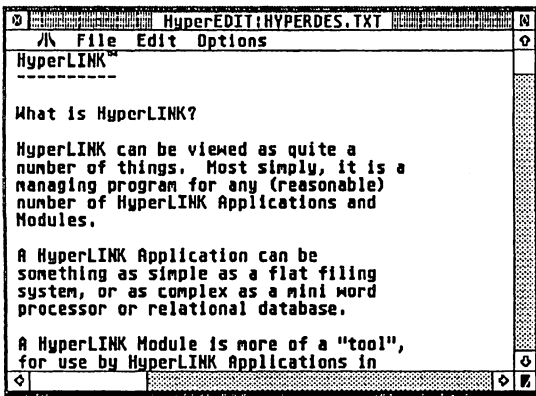 HyperEDIT:HYPERDES.TXT
File Edit Options
HyperLINK™
----------
What is HyperLINK?
HyperLINK can be viewed as quite a
number of things. Most simply, it is a
managing program for any (reasonable)
number of HyperLINK Applications and
Modules.
A HyperLINK Application can be
something as simple as a flat filing
system, or as complex as a mini word
processor or relational database.
A HyperLINK Module is more of a "tool",
for use by HyperLINK Applications in